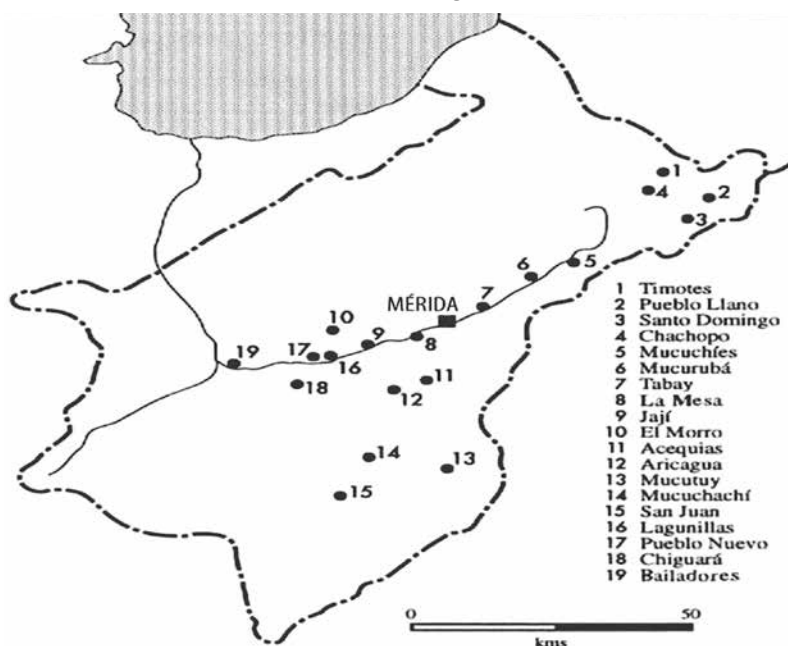 1
4
2
3
5
6
7
MÉRIDA
8
10
9
17
16
19
18
11
12
14
13
15
1 Timotes
2 Pueblo Llano
3 Santo Domingo
4 Chachopo
5 Mucuchíes
6 Mucurubá
7 Tabay
8 La Mesa
9 Jají
10 El Morro
11 Acequias
12 Aricagua
13 Mucutuy
14 Mucuchachí
15 San Juan
16 Lagunillas
17 Pueblo Nuevo
18 Chiguará
19 Bailadores
0 50
kms